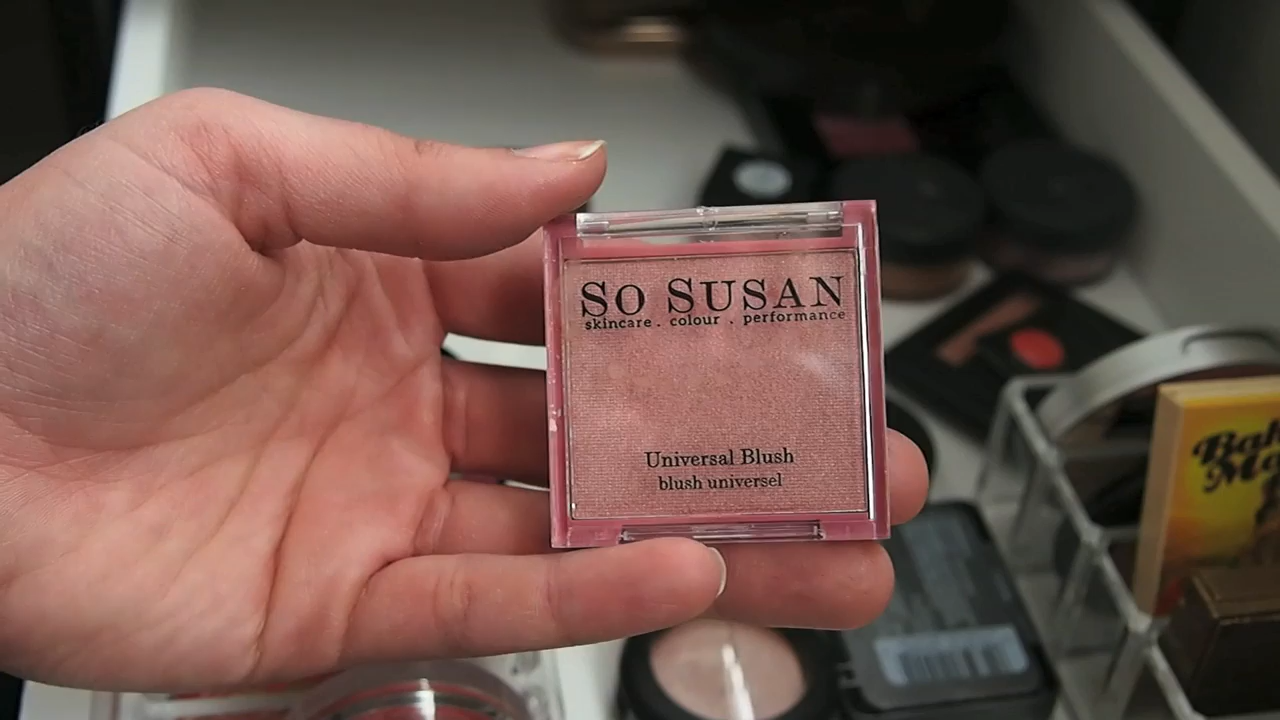 SO SUSAN
skincare . colour . performance
Universal Blush
blush universel